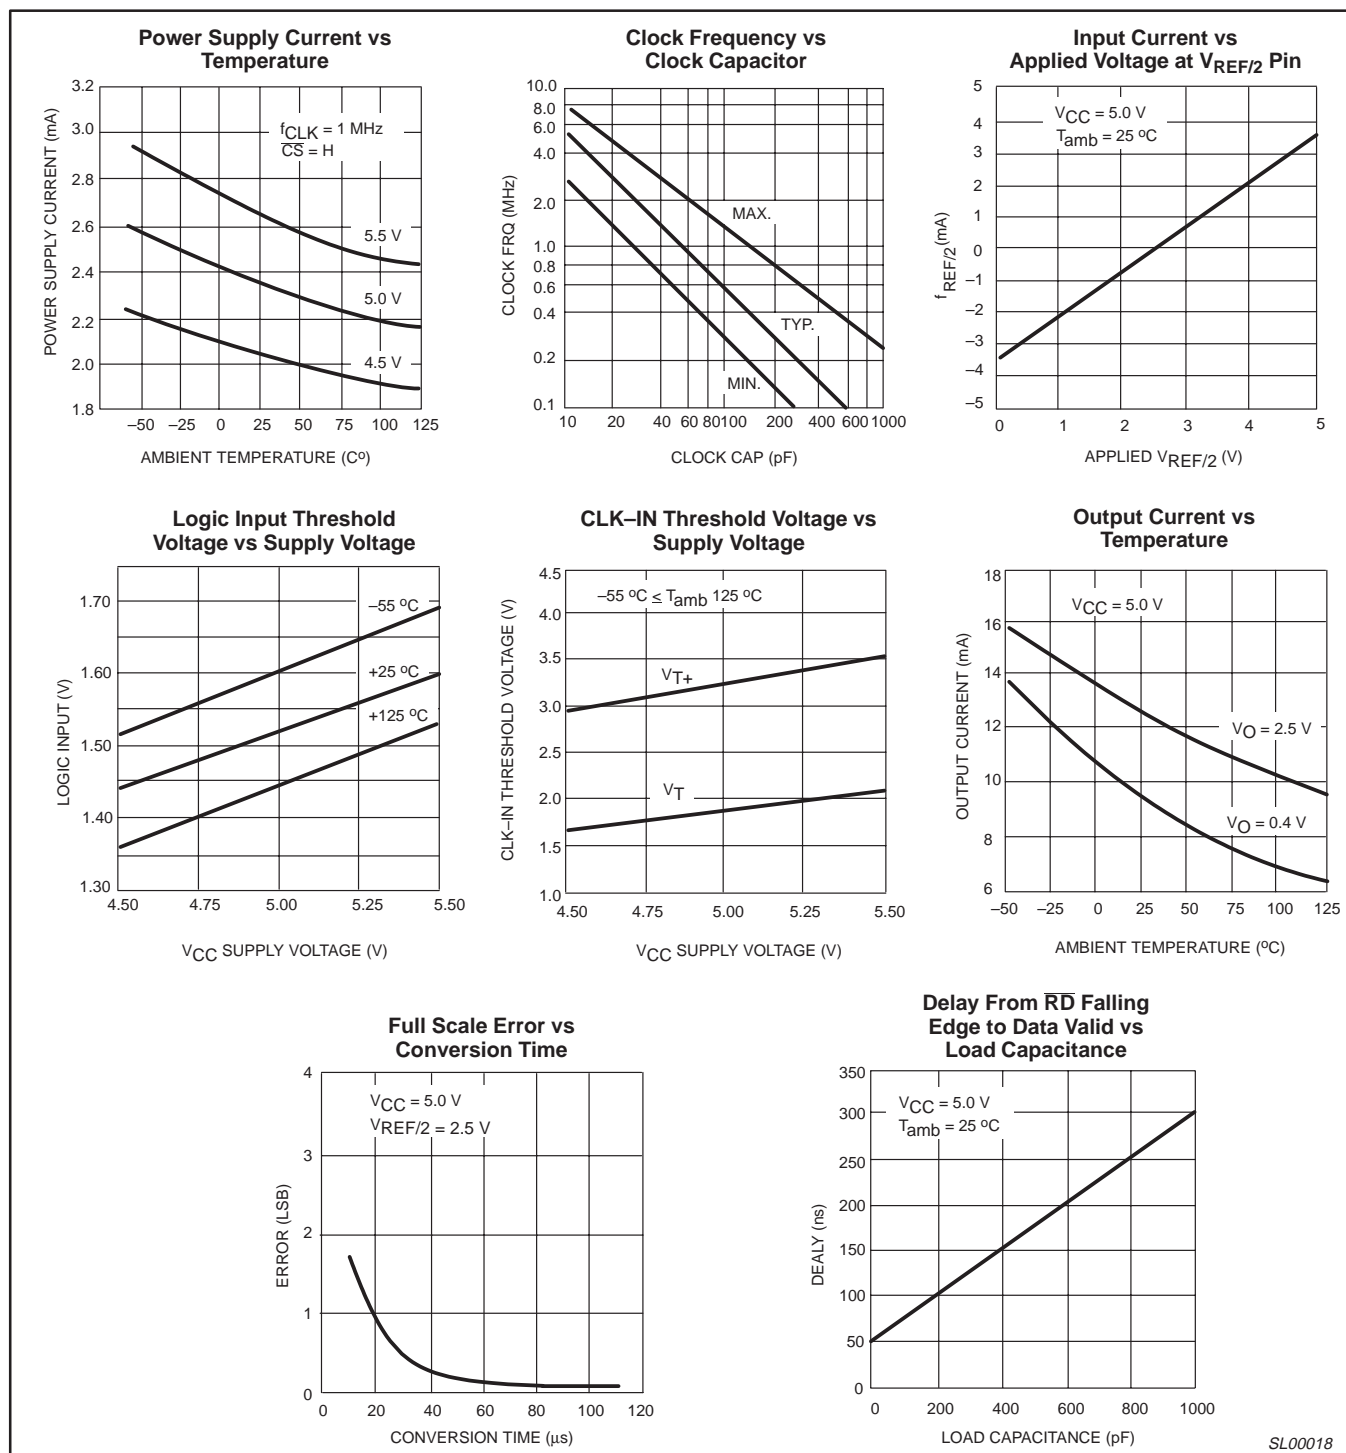 Power Supply Current vs
Temperature
3.2
3.0
2.8
2.6
2.4
2.2
2.0
1.8
POWER SUPPLY CURRENT (mA)
fCLK = 1 MHz
CS = H
5.5 V
5.0 V
4.5 V
–50 –25 0 25 50 75 100 125
AMBIENT TEMPERATURE (Cº)
Clock Frequency vs
Clock Capacitor
10.0
8.0
6.0
4.0
2.0
1.0
0.8
0.6
0.4
0.2
0.1
CLOCK FRQ (MHz)
MAX.
TYP.
MIN.
10 20 40 60 80 100 200 400 600 1000
CLOCK CAP (pF)
Input Current vs
Applied Voltage at VREF/2 Pin
5
4
3
2
1
0
–1
–2
–3
–4
–5
fREF/2 (mA)
VCC = 5.0 V
Tamb = 25 ºC
0 1 2 3 4 5
APPLIED VREF/2 (V)
Logic Input Threshold
Voltage vs Supply Voltage
1.70
1.60
1.50
1.40
1.30
LOGIC INPUT (V)
–55 ºC
+25 ºC
+125 ºC
4.50 4.75 5.00 5.25 5.50
VCC SUPPLY VOLTAGE (V)
CLK–IN Threshold Voltage vs
Supply Voltage
4.5
4.0
3.5
3.0
2.5
2.0
1.5
1.0
CLK–IN THRESHOLD VOLTAGE (V)
–55 ºC ≤ Tamb 125 ºC
VT+
VT
4.50 4.75 5.00 5.25 5.50
VCC SUPPLY VOLTAGE (V)
Output Current vs
Temperature
18
16
14
12
10
8
6
OUTPUT CURRENT (mA)
VCC = 5.0 V
VO = 2.5 V
VO = 0.4 V
–50 –25 0 25 50 75 100 125
AMBIENT TEMPERATURE (ºC)
Full Scale Error vs
Conversion Time
4
3
2
1
0
ERROR (LSB)
VCC = 5.0 V
VREF/2 = 2.5 V
0 20 40 60 80 100 120
CONVERSION TIME (µs)
Delay From RD Falling
Edge to Data Valid vs
Load Capacitance
350
300
250
200
150
100
50
0
DEALY (ns)
VCC = 5.0 V
Tamb = 25 ºC
0 200 400 600 800 1000
LOAD CAPACITANCE (pF)
SL00018